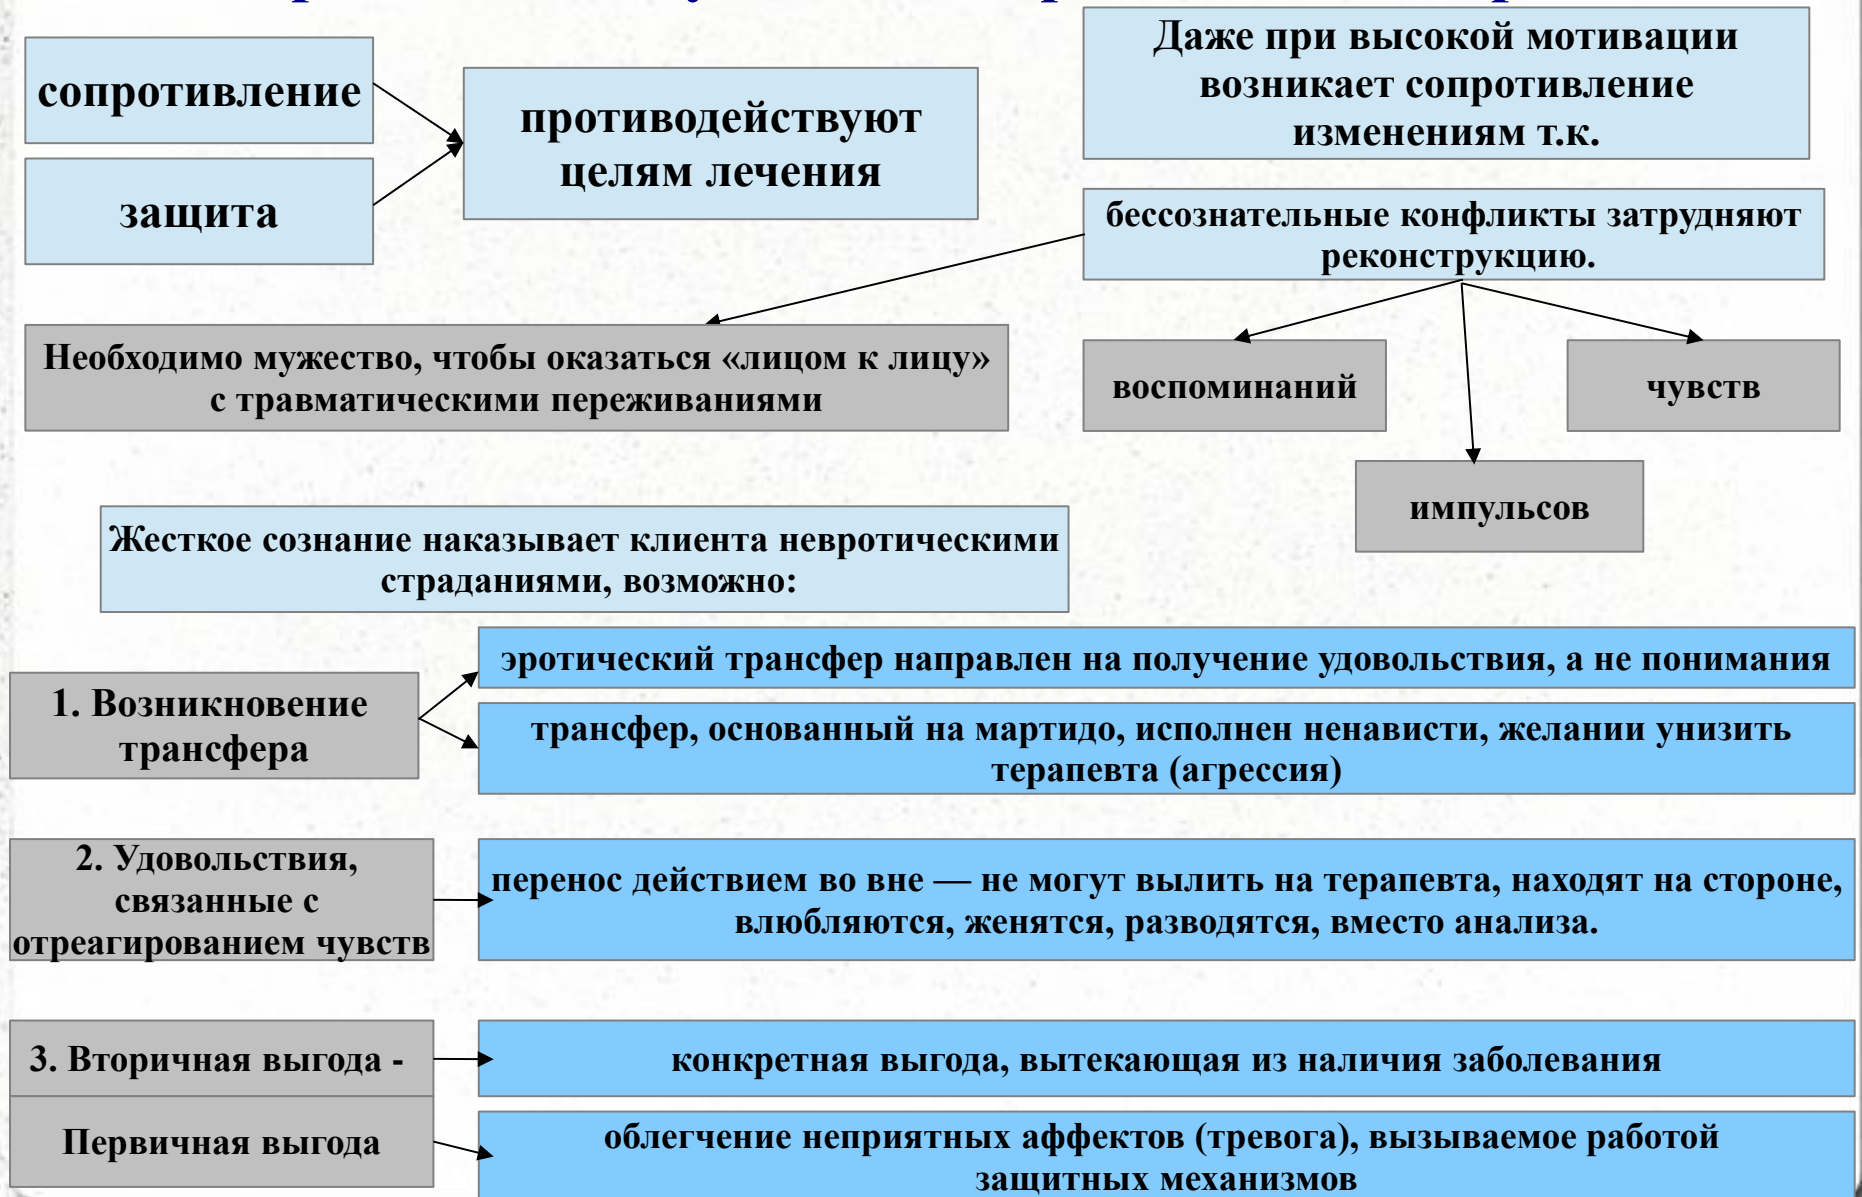 сопротивление
защита
противодействуют
целям лечения
Даже при высокой мотивации
возникает сопротивление
изменениям т.к.
бессознательные конфликты затрудняют
реконструкцию.
Необходимо мужество, чтобы оказаться «лицом к лицу»
с травматическими переживаниями
воспоминаний
чувств
импульсов
Жесткое сознание наказывает клиента невротическими
страданиями, возможно:
1. Возникновение
трансфера
эротический трансфер направлен на получение удовольствия, а не понимания
трансфер, основанный на мартидо, исполнен ненависти, желании унизить
терапевта (агрессия)
2. Удовольствия,
связанные с
отреагированием чувств
перенос действием во вне — не могут вылить на терапевта, находят на стороне,
влюбляются, женятся, разводятся, вместо анализа.
3. Вторичная выгода -
конкретная выгода, вытекающая из наличия заболевания
Первичная выгода
облегчение неприятных аффектов (тревога), вызываемое работой
защитных механизмов